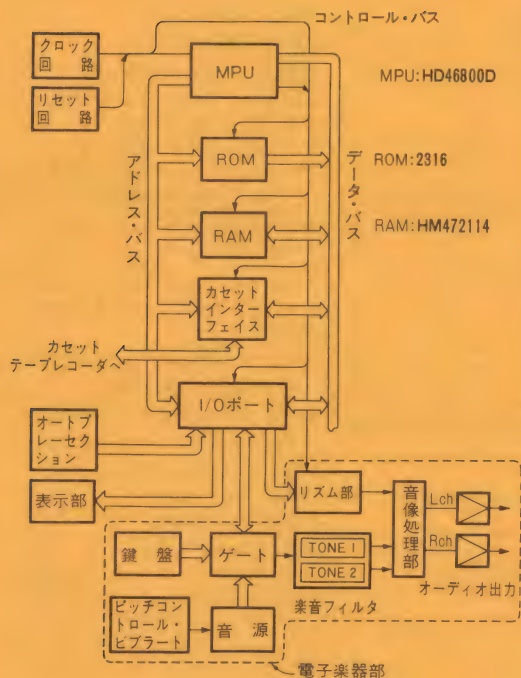 コントロール・バス
クロック
回路
リセット
回路
MPU
MPU:HD46800D
アドレス・バス
データ・バス
ROM
ROM:2316
RAM
RAM:HM472114
カセット
インター
フェイス
カセット
テープレコーダへ
I/Oポート
オートプ
レーセク
ション
表示部
リズム部
音像処理部
Lch
Rch
鍵盤
ゲート
TONE 1
TONE 2
楽音フィルタ
オーディオ出力
ピッチコン
トロール・
ビブラート
音源
電子楽器部